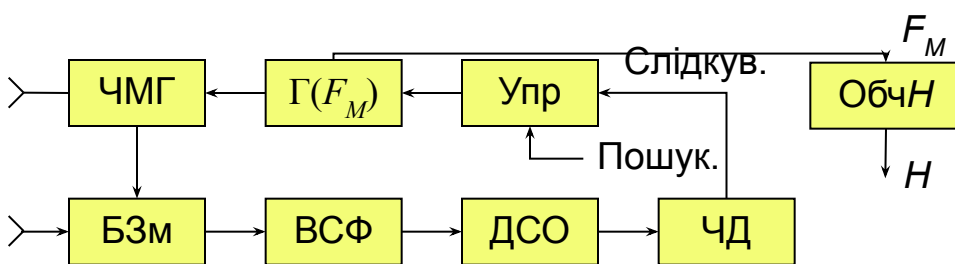 F_M
Слідкув.
ЧМГ
Г(F_M)
Упр
ОбчH
Пошук.
H
БЗм
ВСФ
ДСО
ЧД